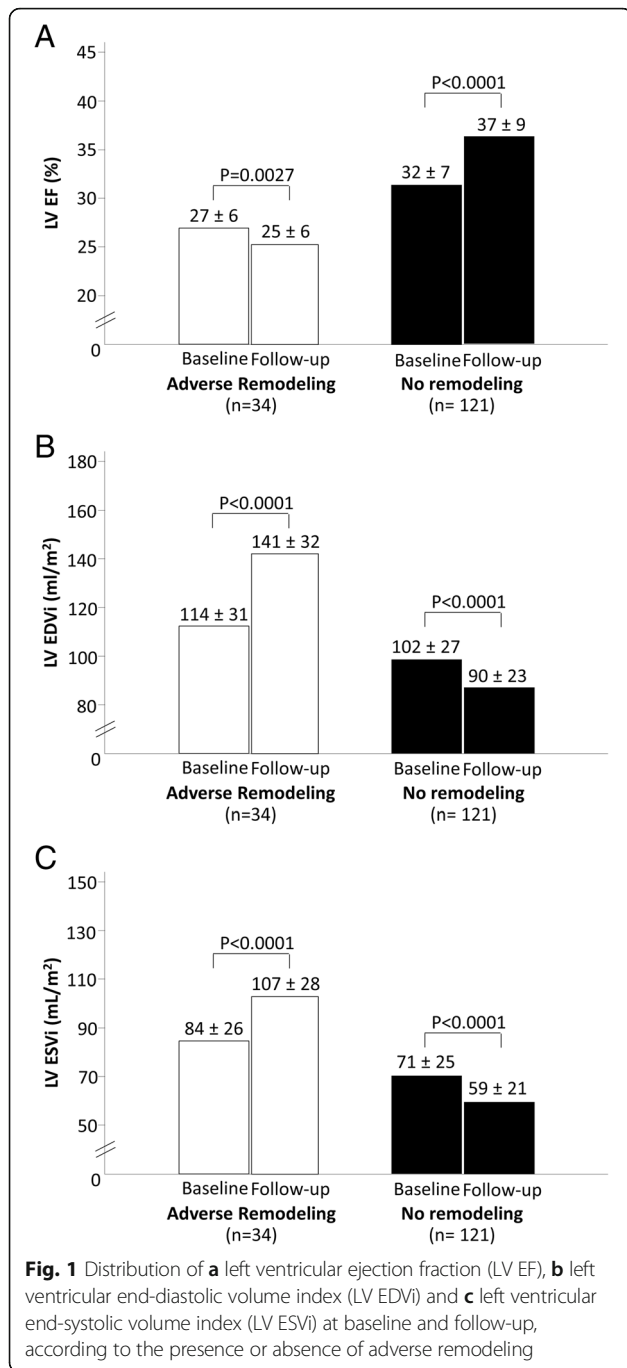 A
45
40
35
30
25
20
0
LV EF (%)
P=0.0027
27 ± 6
25 ± 6
P<0.0001
32 ± 7
37 ± 9
Baseline Follow-up
Baseline Follow-up
Adverse Remodeling
No remodeling
(n=34)
(n= 121)
B
180
160
140
120
100
80
0
LV EDVi (ml/m²)
P<0.0001
114 ± 31
141 ± 32
P<0.0001
102 ± 27
90 ± 23
Baseline Follow-up
Baseline Follow-up
Adverse Remodeling
No remodeling
(n=34)
(n= 121)
C
150
130
110
90
70
50
0
LV ESVi (mL/m²)
P<0.0001
84 ± 26
107 ± 28
P<0.0001
71 ± 25
59 ± 21
Baseline Follow-up
Baseline Follow-up
Adverse Remodeling
No remodeling
(n=34)
(n= 121)
Fig. 1 Distribution of a left ventricular ejection fraction (LV EF), b left
ventricular end-diastolic volume index (LV EDVi) and c left ventricular
end-systolic volume index (LV ESVi) at baseline and follow-up,
according to the presence or absence of adverse remodeling